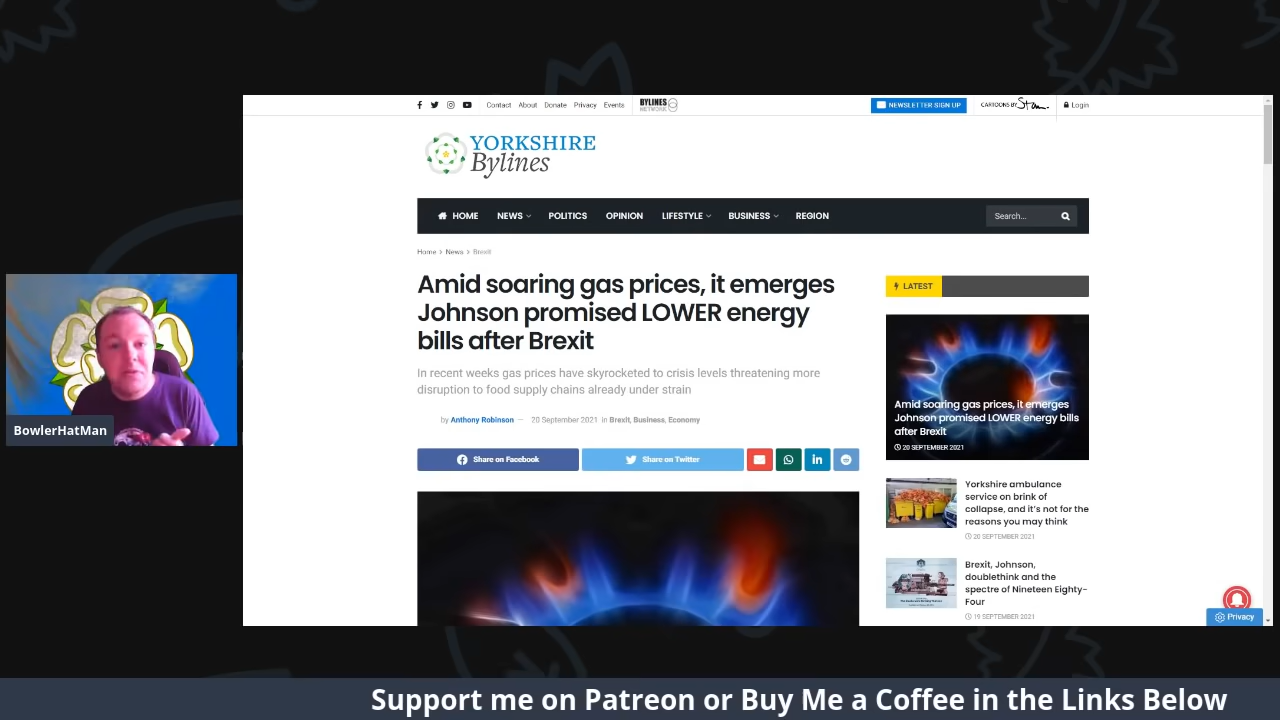 Contact About Donate Privacy Events
BYLINES
NETWORK
NEWSLETTER SIGN UP
CARTOONS BY
Login
YORKSHIRE
Bylines
HOME NEWS POLITICS OPINION LIFESTYLE BUSINESS REGION
Search...
Home > News > Brexit
Amid soaring gas prices, it emerges
Johnson promised LOWER energy
bills after Brexit
In recent weeks gas prices have skyrocketed to crisis levels threatening more
disruption to food supply chains already under strain
by Anthony Robinson — 20 September 2021 in Brexit, Business, Economy
Share on Facebook
Share on Twitter
LATEST
Amid soaring gas prices, it emerges
Johnson promised LOWER energy bills
after Brexit
20 SEPTEMBER 2021
Yorkshire ambulance
service on brink of
collapse, and it's not for the
reasons you may think
20 SEPTEMBER 2021
Brexit, Johnson,
doublethink and the
spectre of Nineteen Eighty-
Four
19 SEPTEMBER 2021
Privacy
BowlerHatMan
Support me on Patreon or Buy Me a Coffee in the Links Below